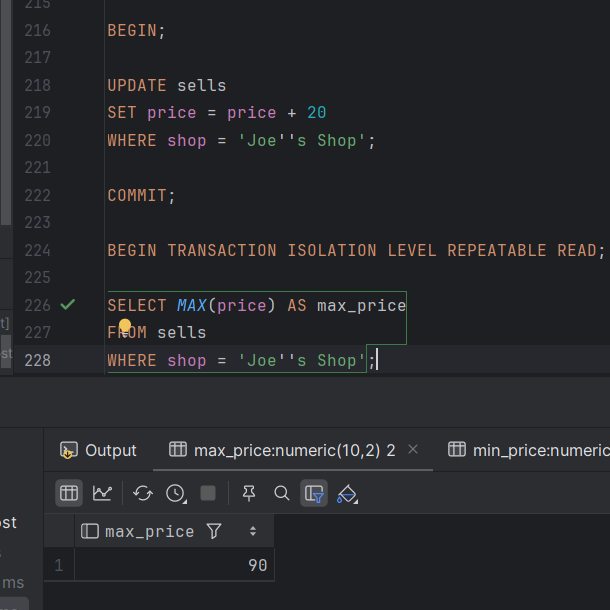 215
216 BEGIN;
217
218 UPDATE sells
219 SET price = price + 20
220 WHERE shop = 'Joe''s Shop';
221
222 COMMIT;
223
224 BEGIN TRANSACTION ISOLATION LEVEL REPEATABLE READ;
225
226 SELECT MAX(price) AS max_price
t]
227 FROM sells
st
228 WHERE shop = 'Joe''s Shop';
Output max_price:numeric(10,2) 2 min_price:numeric
max_price
ost
1 90
s
ms